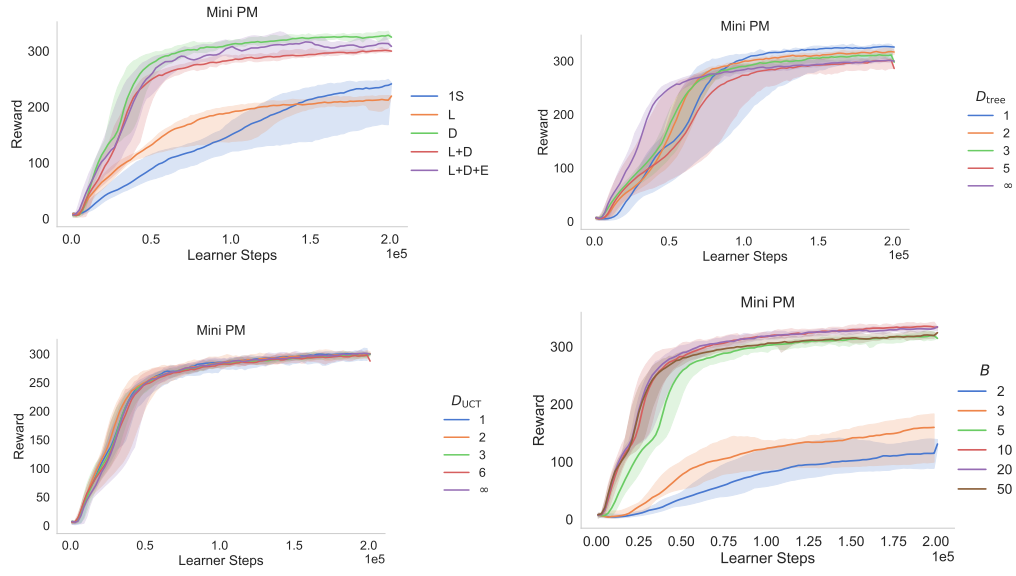 Mini PM
Reward
300
200
100
0
0.0 0.5 1.0 1.5 2.0
Learner Steps
1e5
1S
L
D
L+D
L+D+E
Mini PM
Reward
300
200
100
0
0.0 0.5 1.0 1.5 2.0
Learner Steps
1e5
D_tree
1
2
3
5
∞
Mini PM
Reward
300
250
200
150
100
50
0
0.0 0.5 1.0 1.5 2.0
Learner Steps
1e5
D_UCT
1
2
3
6
∞
Mini PM
Reward
300
200
100
0
0.00 0.25 0.50 0.75 1.00 1.25 1.50 1.75 2.00
Learner Steps
1e5
B
2
3
5
10
20
50